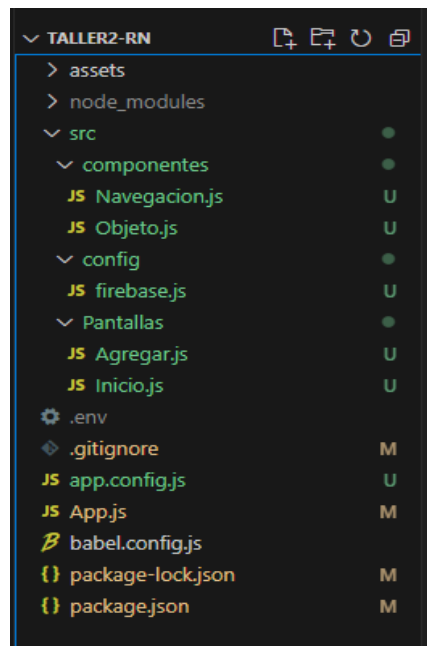 TALLER2-RN
assets
node_modules
src
componentes
JS Navegacion.js U
JS Objeto.js U
config
JS firebase.js U
Pantallas
JS Agregar.js U
JS Inicio.js U
.env
.gitignore M
JS app.config.js U
JS App.js M
B babel.config.js
{} package-lock.json M
{} package.json M